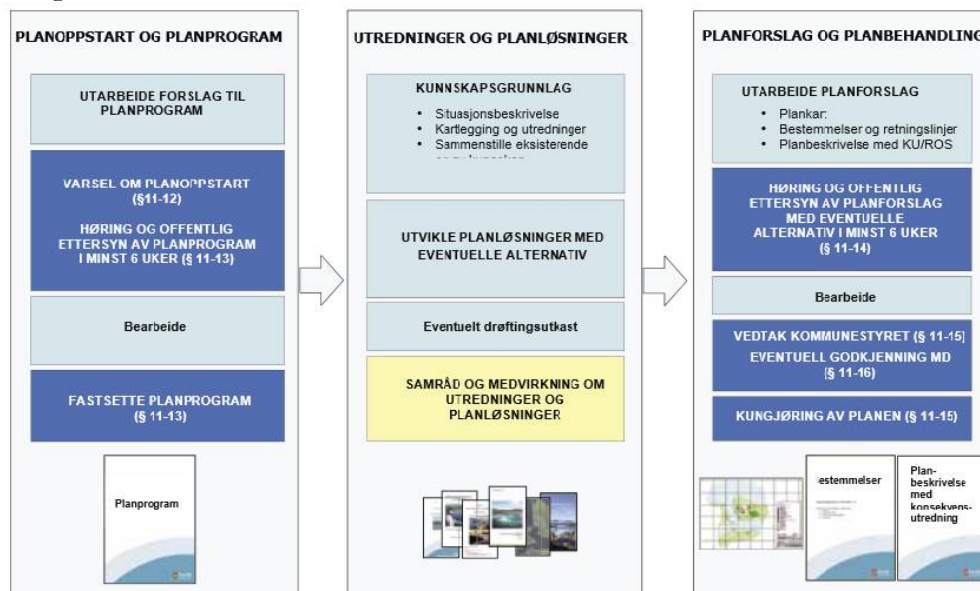 PLANOPPSTART OG PLANPROGRAM
UTARBEIDE FORSLAG TIL
PLANPROGRAM
VARSEL OM PLANOPPSTART
(§11-12)
HØRING OG OFFENTLIG
ETTERSYN AV PLANPROGRAM
I MINST 6 UKER (§ 11-13)
Bearbeide
FASTSETTE PLANPROGRAM
(§ 11-13)
Planprogram
UTREDNINGER OG PLANLØSNINGER
KUNNSKAPSGRUNNLAG
• Situasjonsbeskrivelse
• Kartlegging og utredninger
• Sammenstille eksisterende
UTVIKLE PLANLØSNINGER MED
EVENTUELLE ALTERNATIV
Eventuelt drøftingsutkast
SAMRÅD OG MEDVIRKNING OM
UTREDNINGER OG
PLANLØSNINGER
PLANFORSLAG OG PLANBEHANDLING
UTARBEIDE PLANFORSLAG
• Plankar:
• Bestemmelser og retningslinjer
• Planbeskrivelse med KU/ROS
HØRING OG OFFENTLIG
ETTERSYN AV PLANFORSLAG
MED EVENTUELLE
ALTERNATIV I MINST 6 UKER
(§ 11-14)
Bearbeide
VEDTAK KOMMUNESTYRET (§ 11-15)
EVENTUELL GODKJENNING MD
(§ 11-16)
KUNGJØRING AV PLANEN (§ 11-15)
estemmelser
Plan-
beskrivelse
med
konsekvens-
utredning